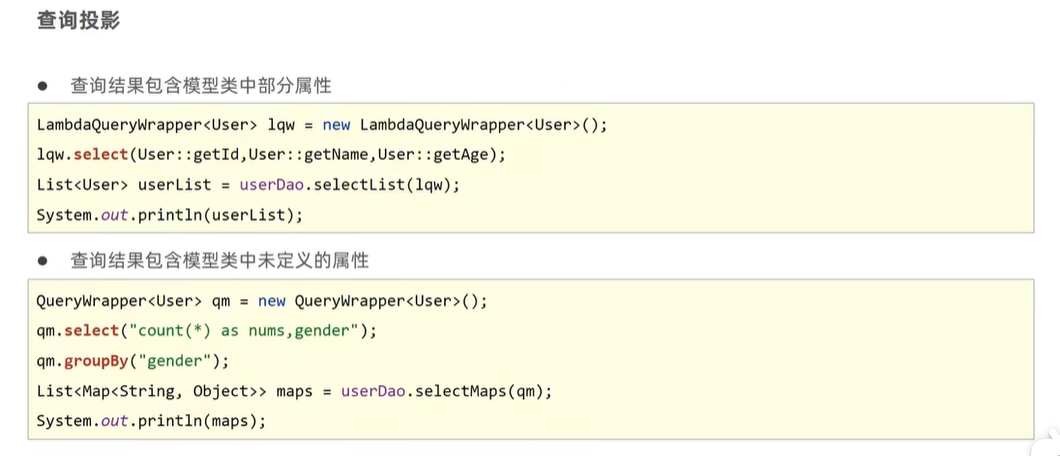 查询投影
● 查询结果包含模型类中部分属性
LambdaQueryWrapper<User> lqw = new LambdaQueryWrapper<User>();
lqw.select(User::getId,User::getName,User::getAge);
List<User> userList = userDao.selectList(lqw);
System.out.println(userList);
● 查询结果包含模型类中未定义的属性
QueryWrapper<User> qm = new QueryWrapper<User>();
qm.select("count(*) as nums,gender");
qm.groupBy("gender");
List<Map<String, Object>> maps = userDao.selectMaps(qm);
System.out.println(maps);